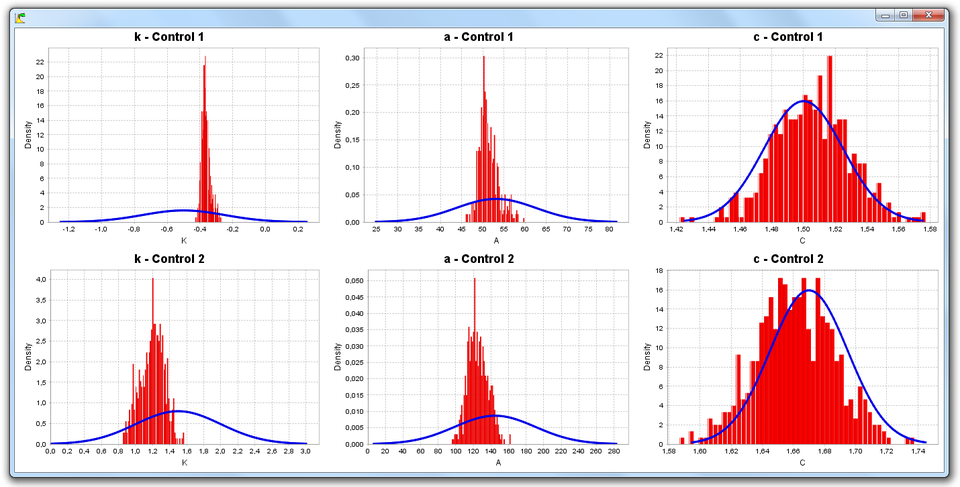 k - Control 1
a - Control 1
c - Control 1
22
20
18
16
14
12
10
8
6
4
2
0
Density
-1,2 -1,0 -0,8 -0,6 -0,4 -0,2 0,0 0,2
K
0,30
0,25
0,20
0,15
0,10
0,05
0,00
Density
25 30 35 40 45 50 55 60 65 70 75 80
A
22
20
18
16
14
12
10
8
6
4
2
0
Density
1,42 1,44 1,46 1,48 1,50 1,52 1,54 1,56 1,58
C
k - Control 2
a - Control 2
c - Control 2
4,0
3,5
3,0
2,5
2,0
1,5
1,0
0,5
0,0
Density
0.0 0,2 0,4 0,6 0,8 1,0 1,2 1,4 1,6 1,8 2,0 2,2 2,4 2,6 2,8 3,0
K
0,050
0,045
0,040
0,035
0,030
0,025
0,020
0,015
0,010
0,005
0,000
Density
0 20 40 60 80 100 120 140 160 180 200 220 240 260 280
A
18
16
14
12
10
8
6
4
2
0
Density
1,58 1,60 1,62 1,64 1,66 1,68 1,70 1,72 1,74
C